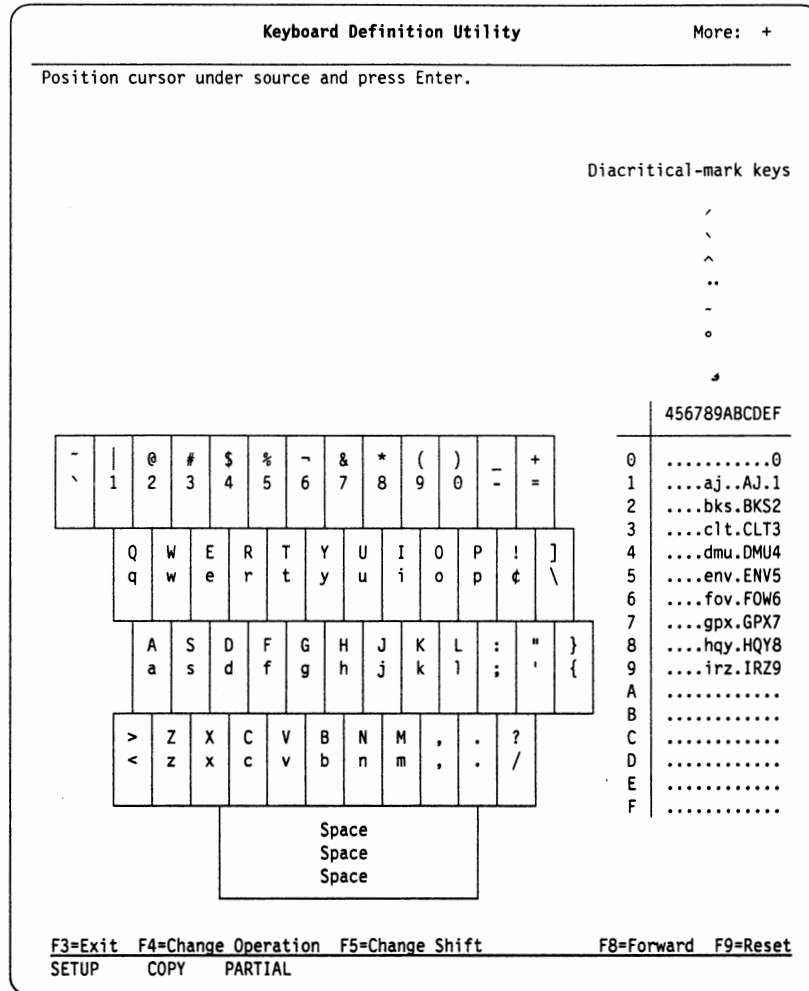 Keyboard Definition Utility More: +
Position cursor under source and press Enter.
Diacritical-mark keys
´
`
^
¨
~
°
¸
456789ABCDEF
~ | @ # $ % ¬ & * ( ) _ + 0 ...........0
` 1 2 3 4 5 6 7 8 9 0 - = 1 ....aj..AJ.1
2 ....bks.BKS2
3 ....clt.CLT3
Q W E R T Y U I O P ! ] 4 ....dmu.DMU4
q w e r t y u i o p ¢ \ 5 ....env.ENV5
6 ....fov.FOW6
7 ....gpx.GPX7
A S D F G H J K L : " } 8 ....hqy.HQY8
a s d f g h j k l ; ' { 9 ....irz.IRZ9
A ............
B ............
> Z X C V B N M , . ? C ............
< z x c v b n m , . / D ............
E ............
F ............
Space
Space
Space
F3=Exit F4=Change Operation F5=Change Shift F8=Forward F9=Reset
SETUP COPY PARTIAL